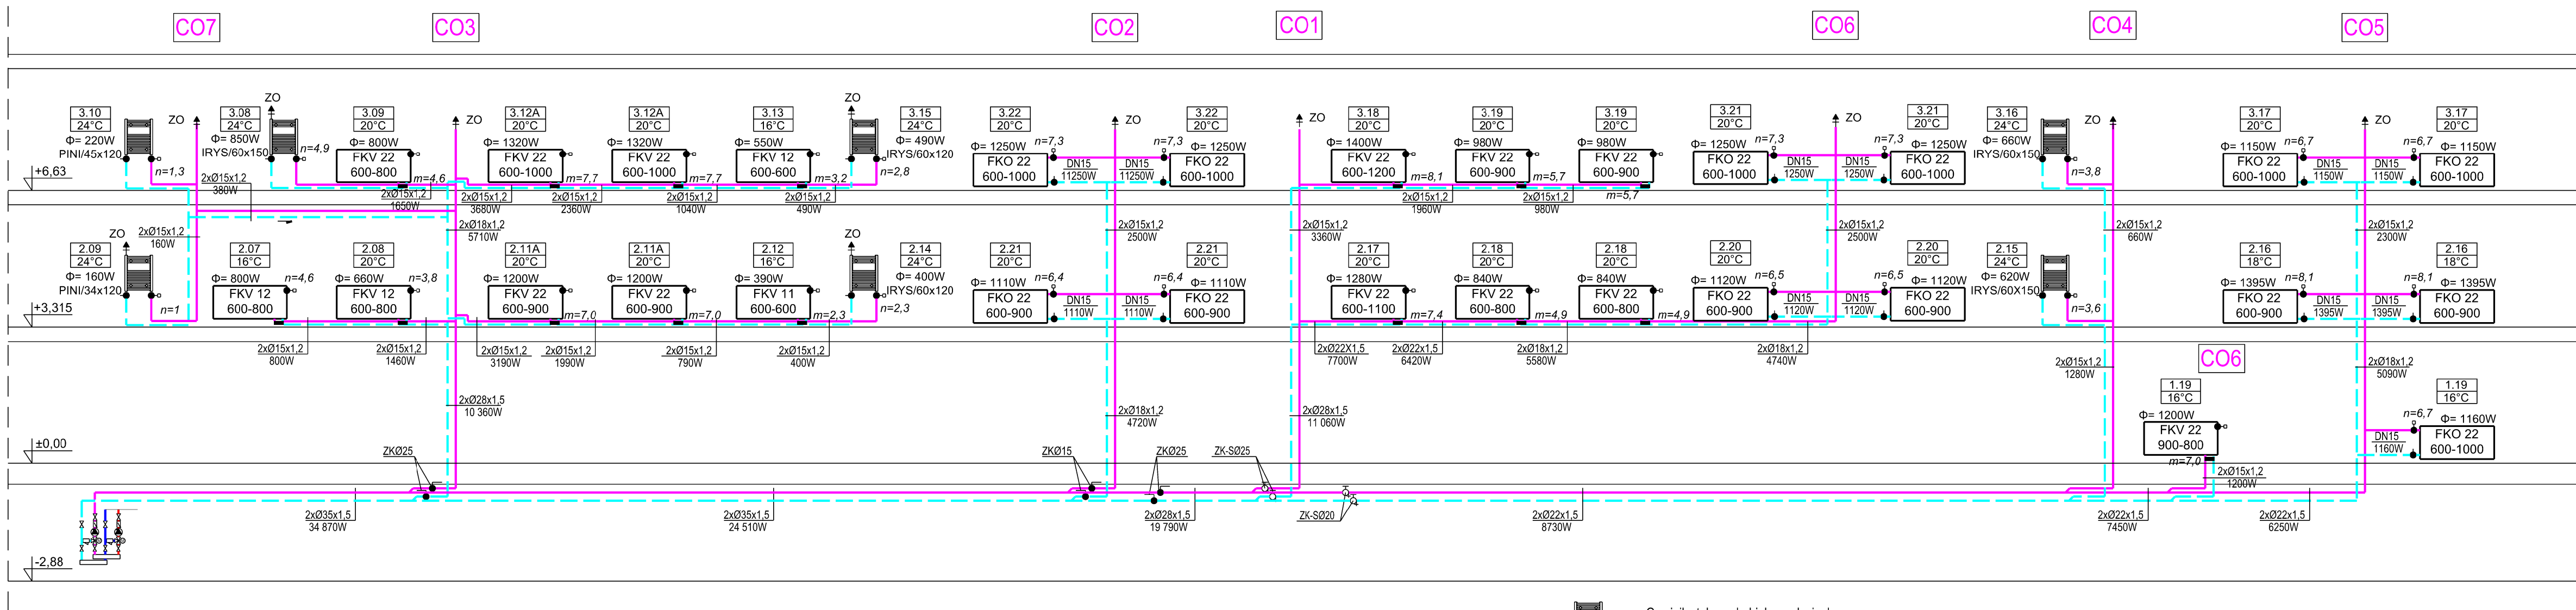 CO7
CO3
CO2
CO1
CO6
CO4
CO5
3.10
24°C
Φ= 220W
PINI/45x120
n=1,3
ZO
ZO
3.08
24°C
Φ= 850W
IRYS/60x150
n=4,9
3.09
20°C
Φ= 800W
FKV 22
600-800
m=4,6
ZO
3.12A
20°C
Φ= 1320W
FKV 22
600-1000
m=7,7
3.12A
20°C
Φ= 1320W
FKV 22
600-1000
m=7,7
3.13
16°C
Φ= 550W
FKV 12
600-600
m=3,2
ZO
3.15
24°C
Φ= 490W
IRYS/60x120
n=2,8
3.22
20°C
Φ= 1250W
n=7,3
FKO 22
600-1000
DN15
11250W
ZO
DN15
11250W
3.22
20°C
n=7,3
Φ= 1250W
FKO 22
600-1000
ZO
3.18
20°C
Φ= 1400W
FKV 22
600-1200
m=8,1
3.19
20°C
Φ= 980W
FKV 22
600-900
m=5,7
3.19
20°C
Φ= 980W
FKV 22
600-900
m=5,7
3.21
20°C
Φ= 1250W
n=7,3
FKO 22
600-1000
DN15
1250W
ZO
DN15
1250W
3.21
20°C
n=7,3
Φ= 1250W
FKO 22
600-1000
3.16
24°C
Φ= 660W
IRYS/60x150
n=3,8
ZO
3.17
20°C
Φ= 1150W
n=6,7
FKO 22
600-1000
DN15
1150W
ZO
DN15
1150W
3.17
20°C
n=6,7
Φ= 1150W
FKO 22
600-1000
+6,63
2xØ15x1,2
380W
2xØ15x1,2
1650W
2xØ15x1,2
3680W
2xØ15x1,2
2360W
2xØ15x1,2
1040W
2xØ15x1,2
490W
2xØ15x1,2
1960W
2xØ15x1,2
980W
2xØ15x1,2
160W
2xØ18x1,2
5710W
2xØ15x1,2
2500W
2xØ15x1,2
3360W
2xØ15x1,2
2500W
2xØ15x1,2
660W
2xØ15x1,2
2300W
2.09
24°C
Φ= 160W
PINI/34x120
n=1
ZO
2.07
16°C
Φ= 800W
n=4,6
FKV 12
600-800
2.08
20°C
Φ= 660W
n=3,8
FKV 12
600-800
2.11A
20°C
Φ= 1200W
FKV 22
600-900
m=7,0
2.11A
20°C
Φ= 1200W
FKV 22
600-900
m=7,0
2.12
16°C
Φ= 390W
FKV 11
600-600
m=2,3
ZO
2.14
24°C
Φ= 400W
IRYS/60x120
n=2,3
2.21
20°C
Φ= 1110W
n=6,4
FKO 22
600-900
DN15
1110W
DN15
1110W
2.21
20°C
n=6,4
Φ= 1110W
FKO 22
600-900
2.17
20°C
Φ= 1280W
FKV 22
600-1100
m=7,4
2.18
20°C
Φ= 840W
FKV 22
600-800
m=4,9
2.18
20°C
Φ= 840W
FKV 22
600-800
m=4,9
2.20
20°C
Φ= 1120W
n=6,5
FKO 22
600-900
DN15
1120W
DN15
1120W
2.20
20°C
n=6,5
Φ= 1120W
FKO 22
600-900
2.15
24°C
Φ= 620W
IRYS/60X150
n=3,6
2.16
18°C
Φ= 1395W
n=8,1
FKO 22
600-900
DN15
1395W
DN15
1395W
2.16
18°C
n=8,1
Φ= 1395W
FKO 22
600-900
+3,315
2xØ15x1,2
800W
2xØ15x1,2
1460W
2xØ15x1,2
3190W
2xØ15x1,2
1990W
2xØ15x1,2
790W
2xØ15x1,2
400W
2xØ22X1,5
7700W
2xØ22x1,5
6420W
2xØ18x1,2
5580W
2xØ18x1,2
4740W
2xØ15x1,2
1280W
2xØ18x1,2
5090W
CO6
2xØ28x1,5
10 360W
2xØ18x1,2
4720W
2xØ28x1,5
11 060W
1.19
16°C
Φ= 1200W
FKV 22
900-800
m=7,0
2xØ15x1,2
1200W
1.19
16°C
n=6,7
Φ= 1160W
FKO 22
600-1000
DN15
1160W
±0,00
ZKØ25
ZKØ15
ZKØ25
ZK-SØ25
ZK-SØ20
2xØ35x1,5
34 870W
2xØ35x1,5
24 510W
2xØ28x1,5
19 790W
2xØ22x1,5
8730W
2xØ22x1,5
7450W
2xØ22x1,5
6250W
-2,88